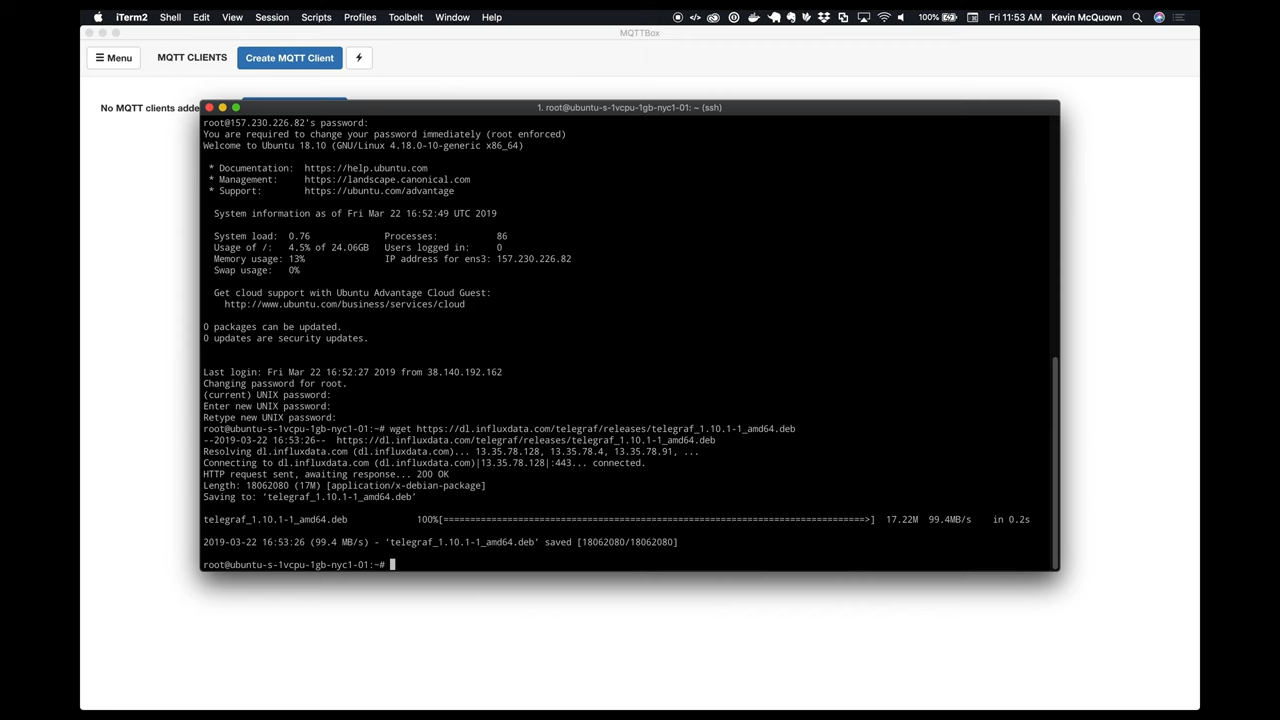 iTerm2 Shell Edit View Session Scripts Profiles Toolbelt Window Help 100% Fri 11:53 AM Kevin McQuown
MQTTBox
☰ Menu MQTT CLIENTS Create MQTT Client
No MQTT clients adde
1. root@ubuntu-s-1vcpu-1gb-nyc1-01: ~ (ssh)
root@157.230.226.82's password:
You are required to change your password immediately (root enforced)
Welcome to Ubuntu 18.10 (GNU/Linux 4.18.0-10-generic x86_64)
* Documentation: https://help.ubuntu.com
* Management: https://landscape.canonical.com
* Support: https://ubuntu.com/advantage
System information as of Fri Mar 22 16:52:49 UTC 2019
System load: 0.76 Processes: 86
Usage of /: 4.5% of 24.06GB Users logged in: 0
Memory usage: 13% IP address for ens3: 157.230.226.82
Swap usage: 0%
Get cloud support with Ubuntu Advantage Cloud Guest:
http://www.ubuntu.com/business/services/cloud
0 packages can be updated.
0 updates are security updates.
Last login: Fri Mar 22 16:52:27 2019 from 38.140.192.162
Changing password for root.
(current) UNIX password:
Enter new UNIX password:
Retype new UNIX password:
root@ubuntu-s-1vcpu-1gb-nyc1-01:~# wget https://dl.influxdata.com/telegraf/releases/telegraf_1.10.1-1_amd64.deb
--2019-03-22 16:53:26-- https://dl.influxdata.com/telegraf/releases/telegraf_1.10.1-1_amd64.deb
Resolving dl.influxdata.com (dl.influxdata.com)... 13.35.78.128, 13.35.78.4, 13.35.78.91, ...
Connecting to dl.influxdata.com (dl.influxdata.com)|13.35.78.128|:443... connected.
HTTP request sent, awaiting response... 200 OK
Length: 18062080 (17M) [application/x-debian-package]
Saving to: ‘telegraf_1.10.1-1_amd64.deb’
telegraf_1.10.1-1_amd64.deb 100%[===============================================================================>] 17.22M 99.4MB/s in 0.2s
2019-03-22 16:53:26 (99.4 MB/s) - ‘telegraf_1.10.1-1_amd64.deb’ saved [18062080/18062080]
root@ubuntu-s-1vcpu-1gb-nyc1-01:~#